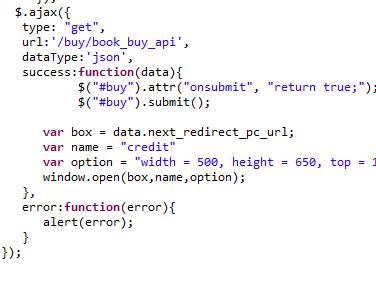 $.ajax({
type: "get",
url:'/buy/book_buy_api',
dataType:'json',
success:function(data){
$("#buy").attr("onsubmit", "return true;");
$("#buy").submit();
var box = data.next_redirect_pc_url;
var name = "credit"
var option = "width = 500, height = 650, top = 1
window.open(box,name,option);
},
error:function(error){
alert(error);
}
});